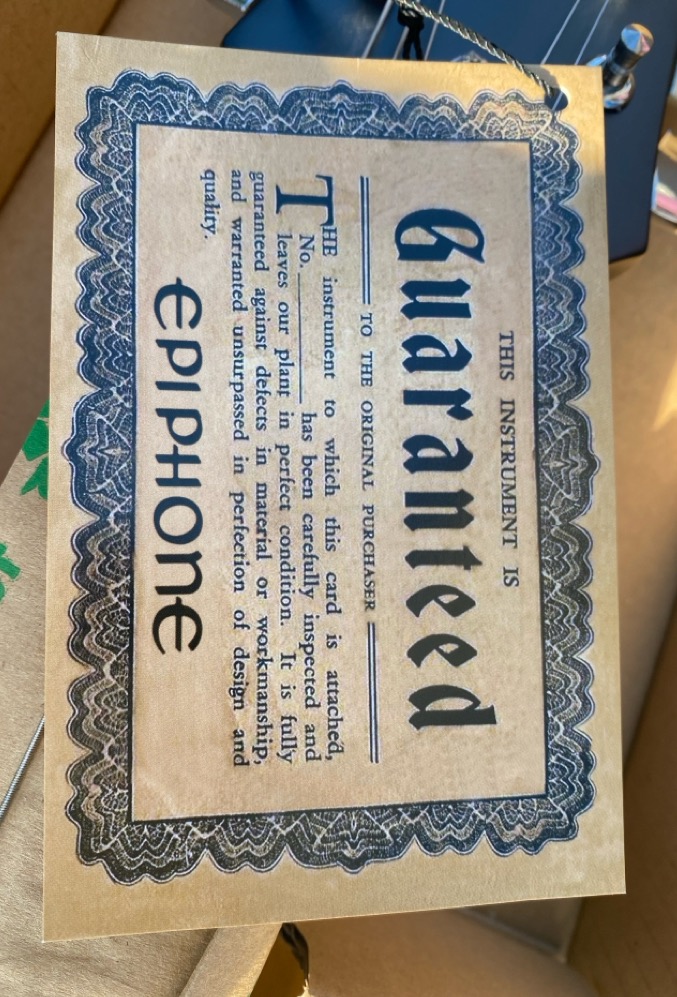 THIS INSTRUMENT IS
Guaranteed
TO THE ORIGINAL PURCHASER
THE instrument to which this card is attached,
No. ____________ has been carefully inspected and
leaves our plant in perfect condition. It is fully
guaranteed against defects in material or workmanship,
and warranted unsurpassed in perfection of design and
quality.
EPIPHONE